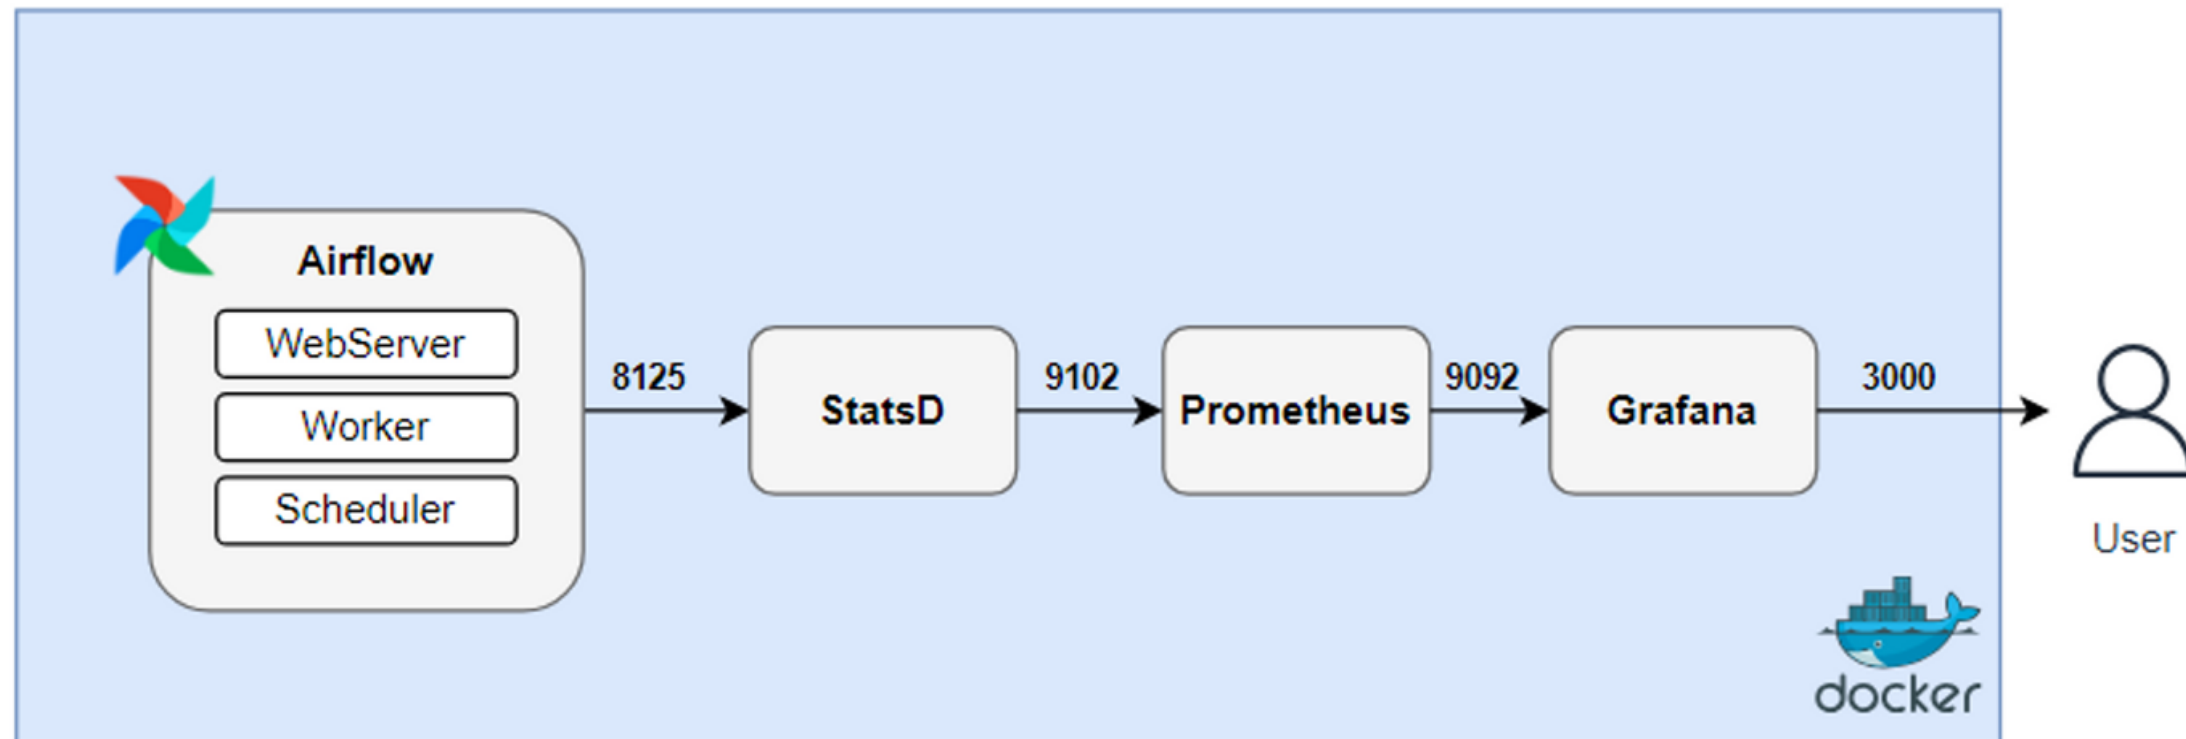 Airflow
WebServer
Worker
Scheduler
8125
StatsD
9102
Prometheus
9092
Grafana
3000
User
docker